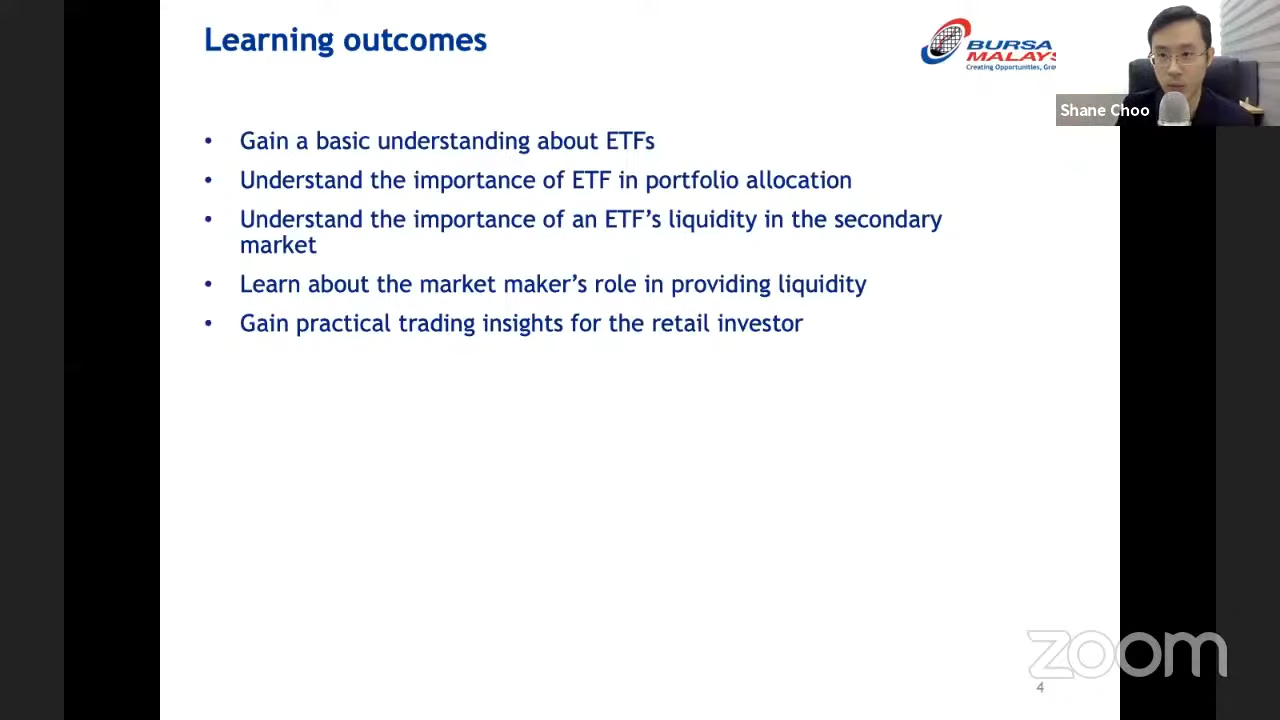 Learning outcomes
BURSA
MALAYS
Creating Opportunities, Gro
Shane Choo
• Gain a basic understanding about ETFs
• Understand the importance of ETF in portfolio allocation
• Understand the importance of an ETF’s liquidity in the secondary
market
• Learn about the market maker’s role in providing liquidity
• Gain practical trading insights for the retail investor
zoom
4